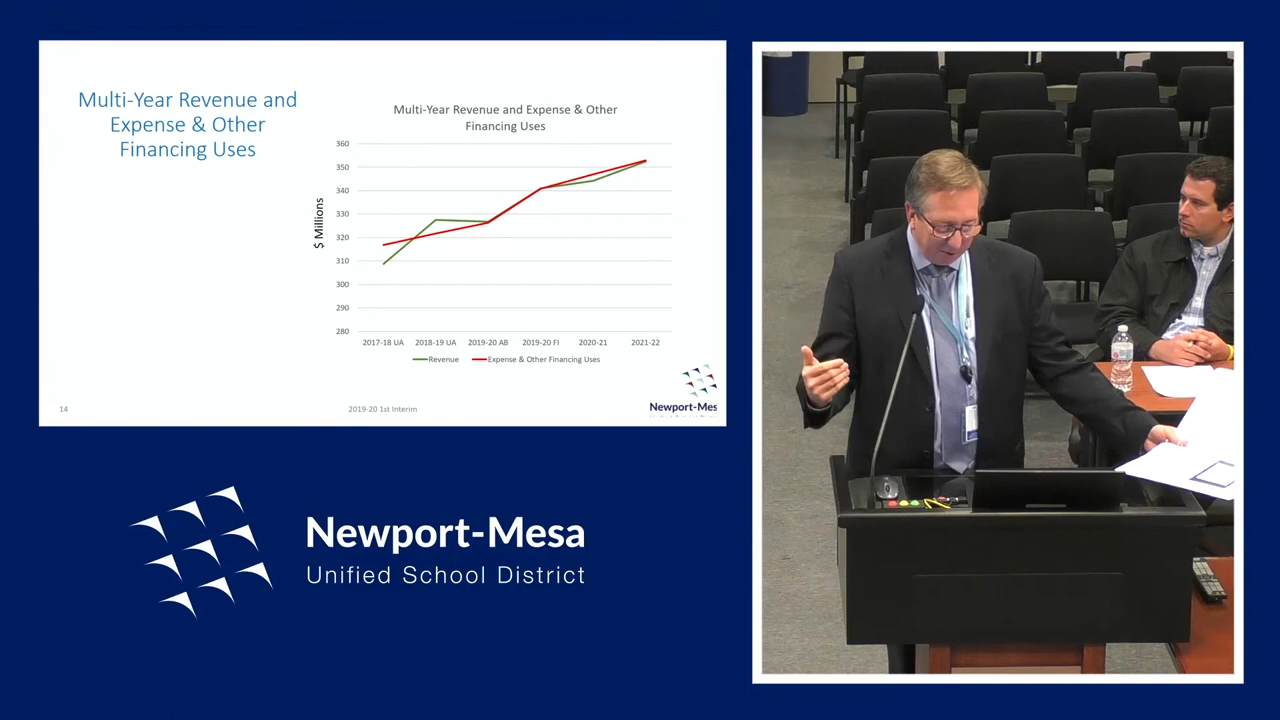 Multi-Year Revenue and
Expense & Other
Financing Uses
Multi-Year Revenue and Expense & Other
Financing Uses
360
350
340
330
320
310
300
290
280
$ Millions
2017-18 UA 2018-19 UA 2019-20 AB 2019-20 FI 2020-21 2021-22
Revenue Expense & Other Financing Uses
14 2019-20 1st Interim
Newport-Mes
Newport-Mesa
Unified School District